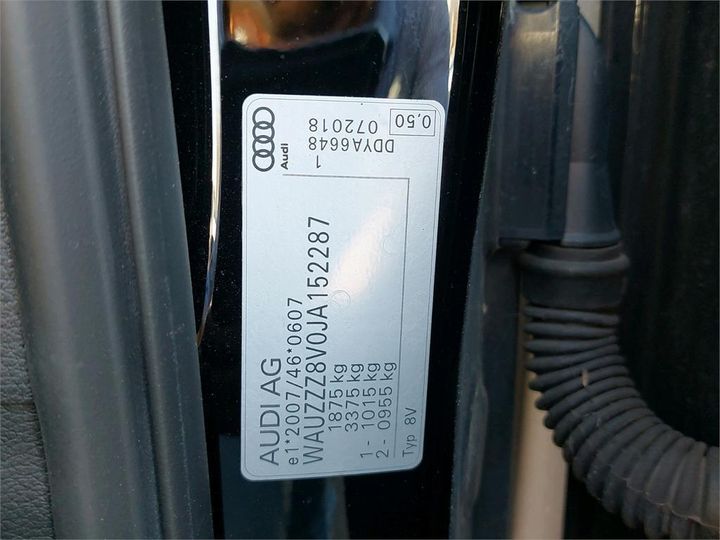 AUDI AG
e1*2007/46*0607
WAUZZZ8V0JA152287
1875 kg
3375 kg
1 - 1015 kg
2 - 0955 kg
Typ 8V
Audi
1
DDYA6648
072018
0,50